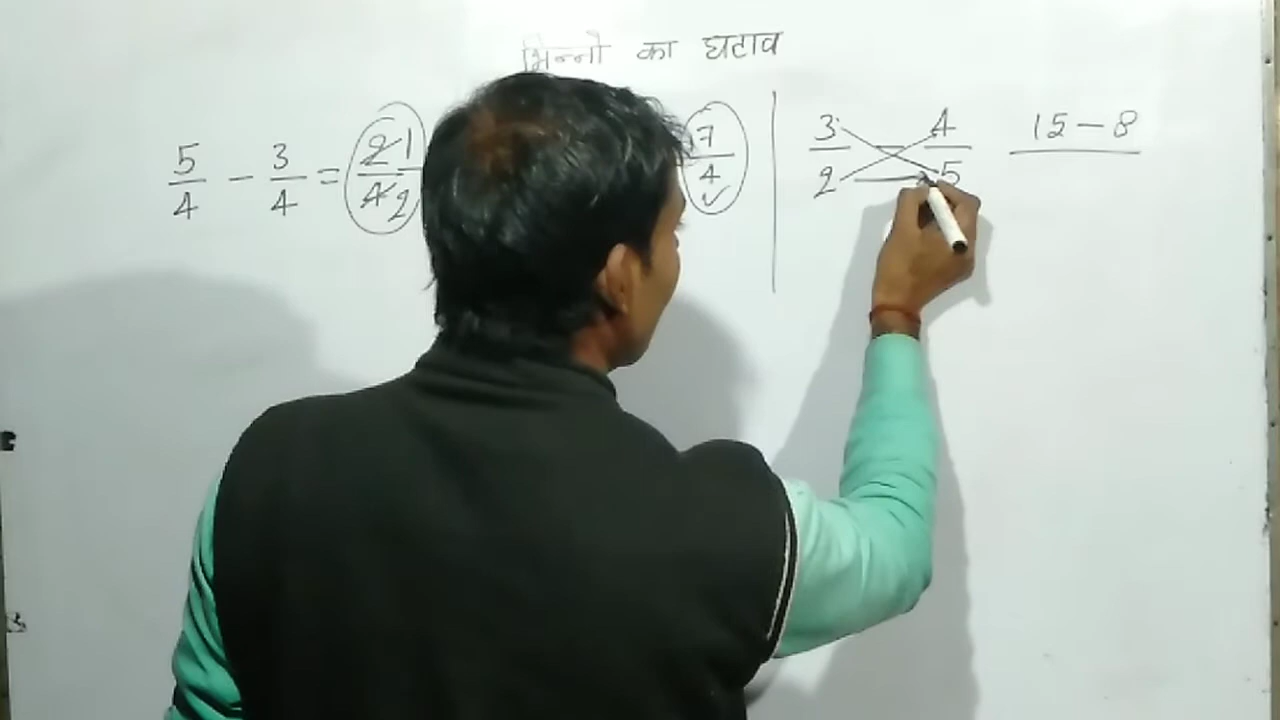 भिन्नो का घटाव
5/4 - 3/4 = 2̶ 1/4̶ 2
7/4 ✓
3/2 - 4/5 15 - 8